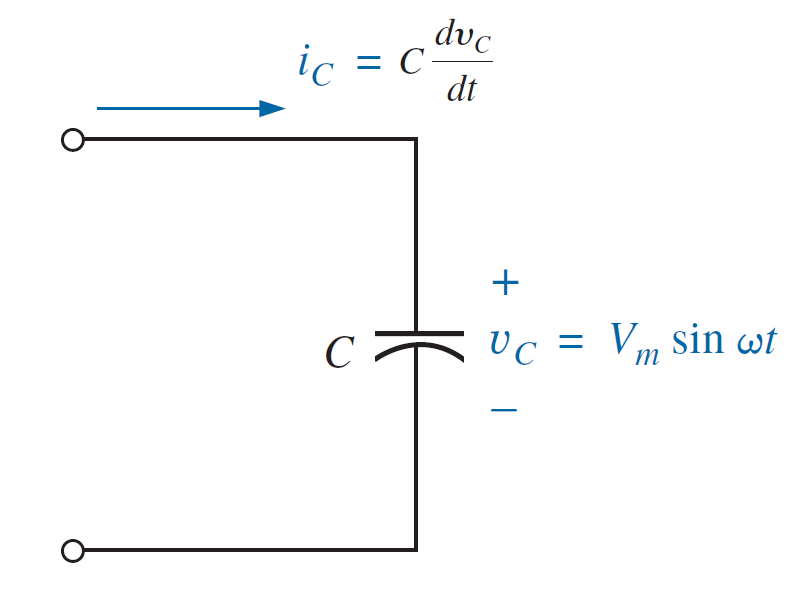 i_C = C dv_C/dt
+
C
v_C = V_m sin ωt
–